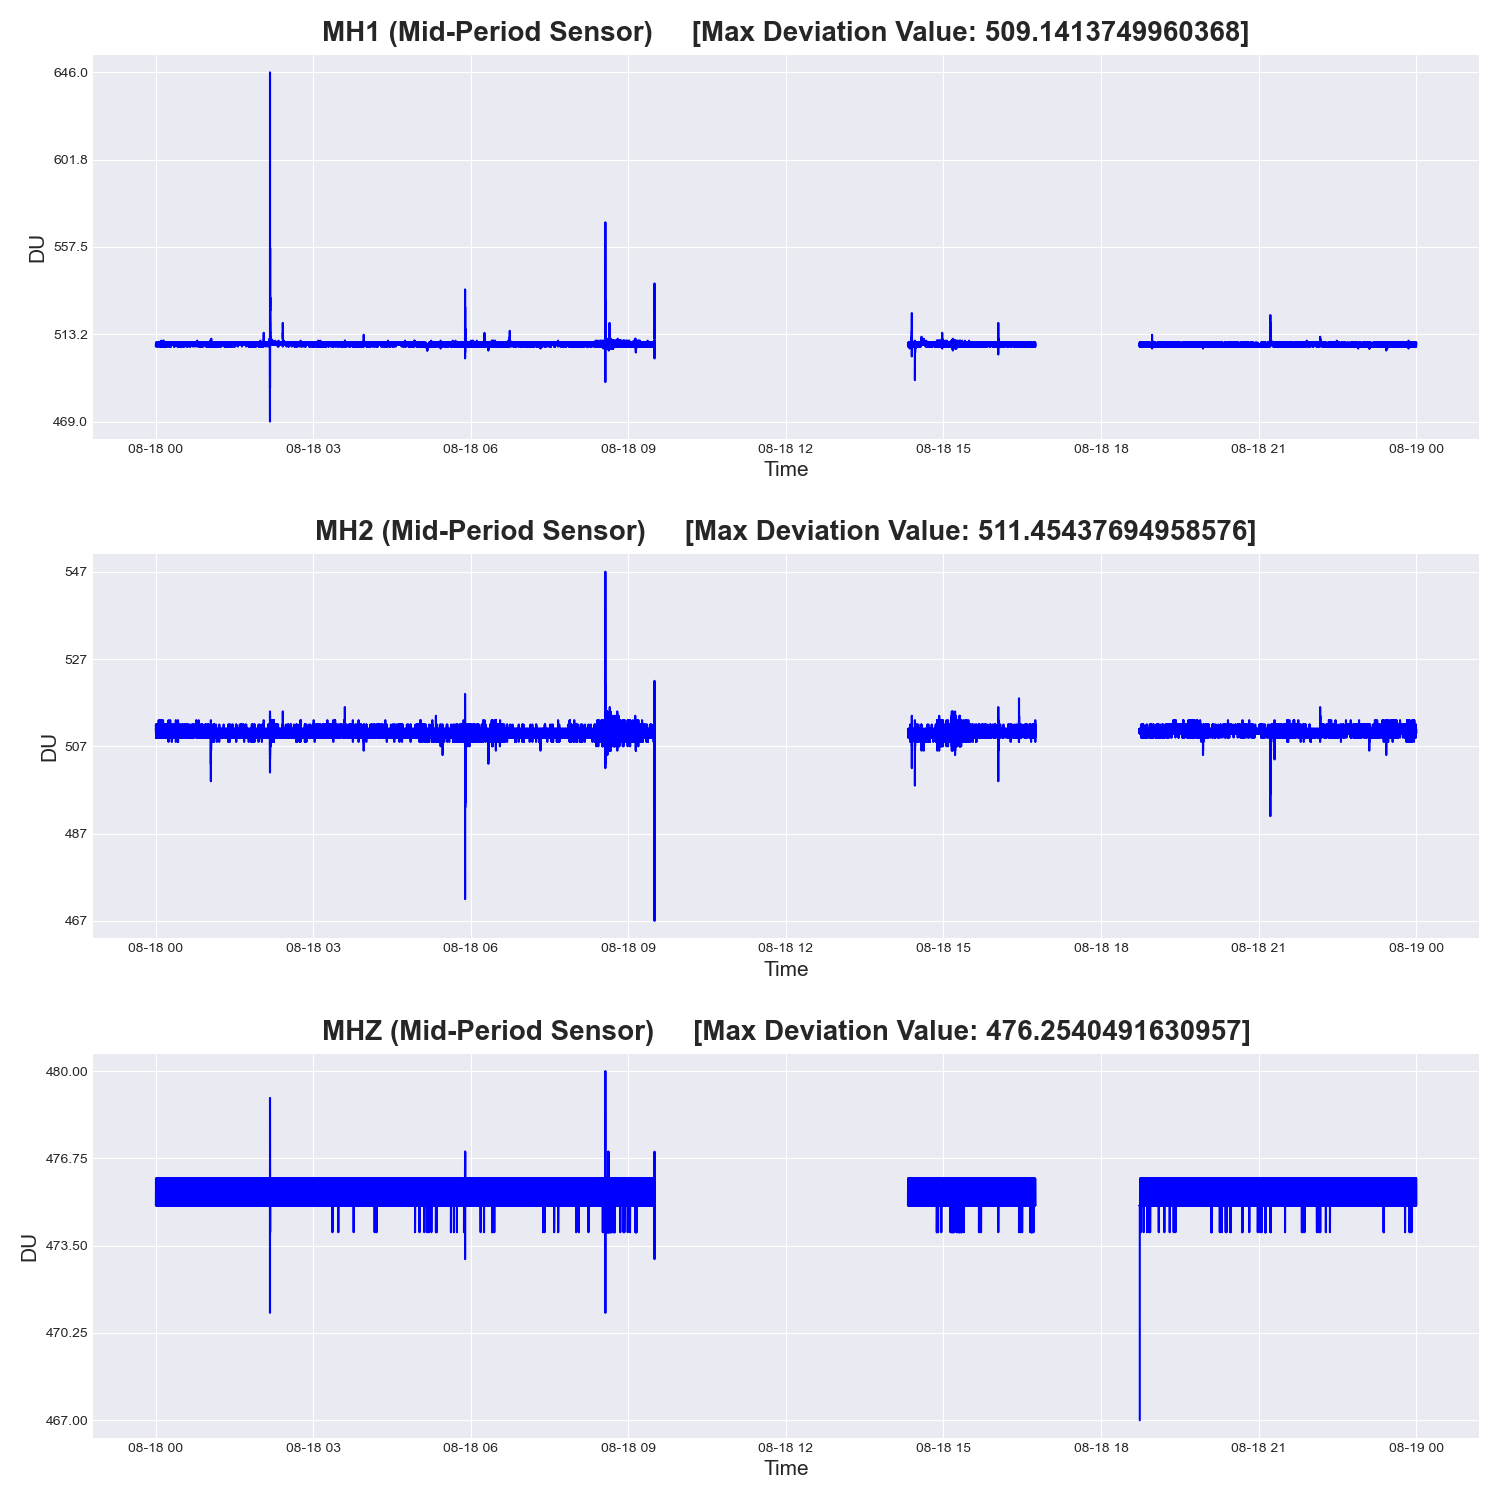 MH1 (Mid-Period Sensor) [Max Deviation Value: 509.1413749960368]
646.0
601.8
557.5
513.2
469.0
DU
08-18 00 08-18 03 08-18 06 08-18 09 08-18 12 08-18 15 08-18 18 08-18 21 08-19 00
Time
MH2 (Mid-Period Sensor) [Max Deviation Value: 511.45437694958576]
547
527
507
487
467
DU
08-18 00 08-18 03 08-18 06 08-18 09 08-18 12 08-18 15 08-18 18 08-18 21 08-19 00
Time
MHZ (Mid-Period Sensor) [Max Deviation Value: 476.2540491630957]
480.00
476.75
473.50
470.25
467.00
DU
08-18 00 08-18 03 08-18 06 08-18 09 08-18 12 08-18 15 08-18 18 08-18 21 08-19 00
Time